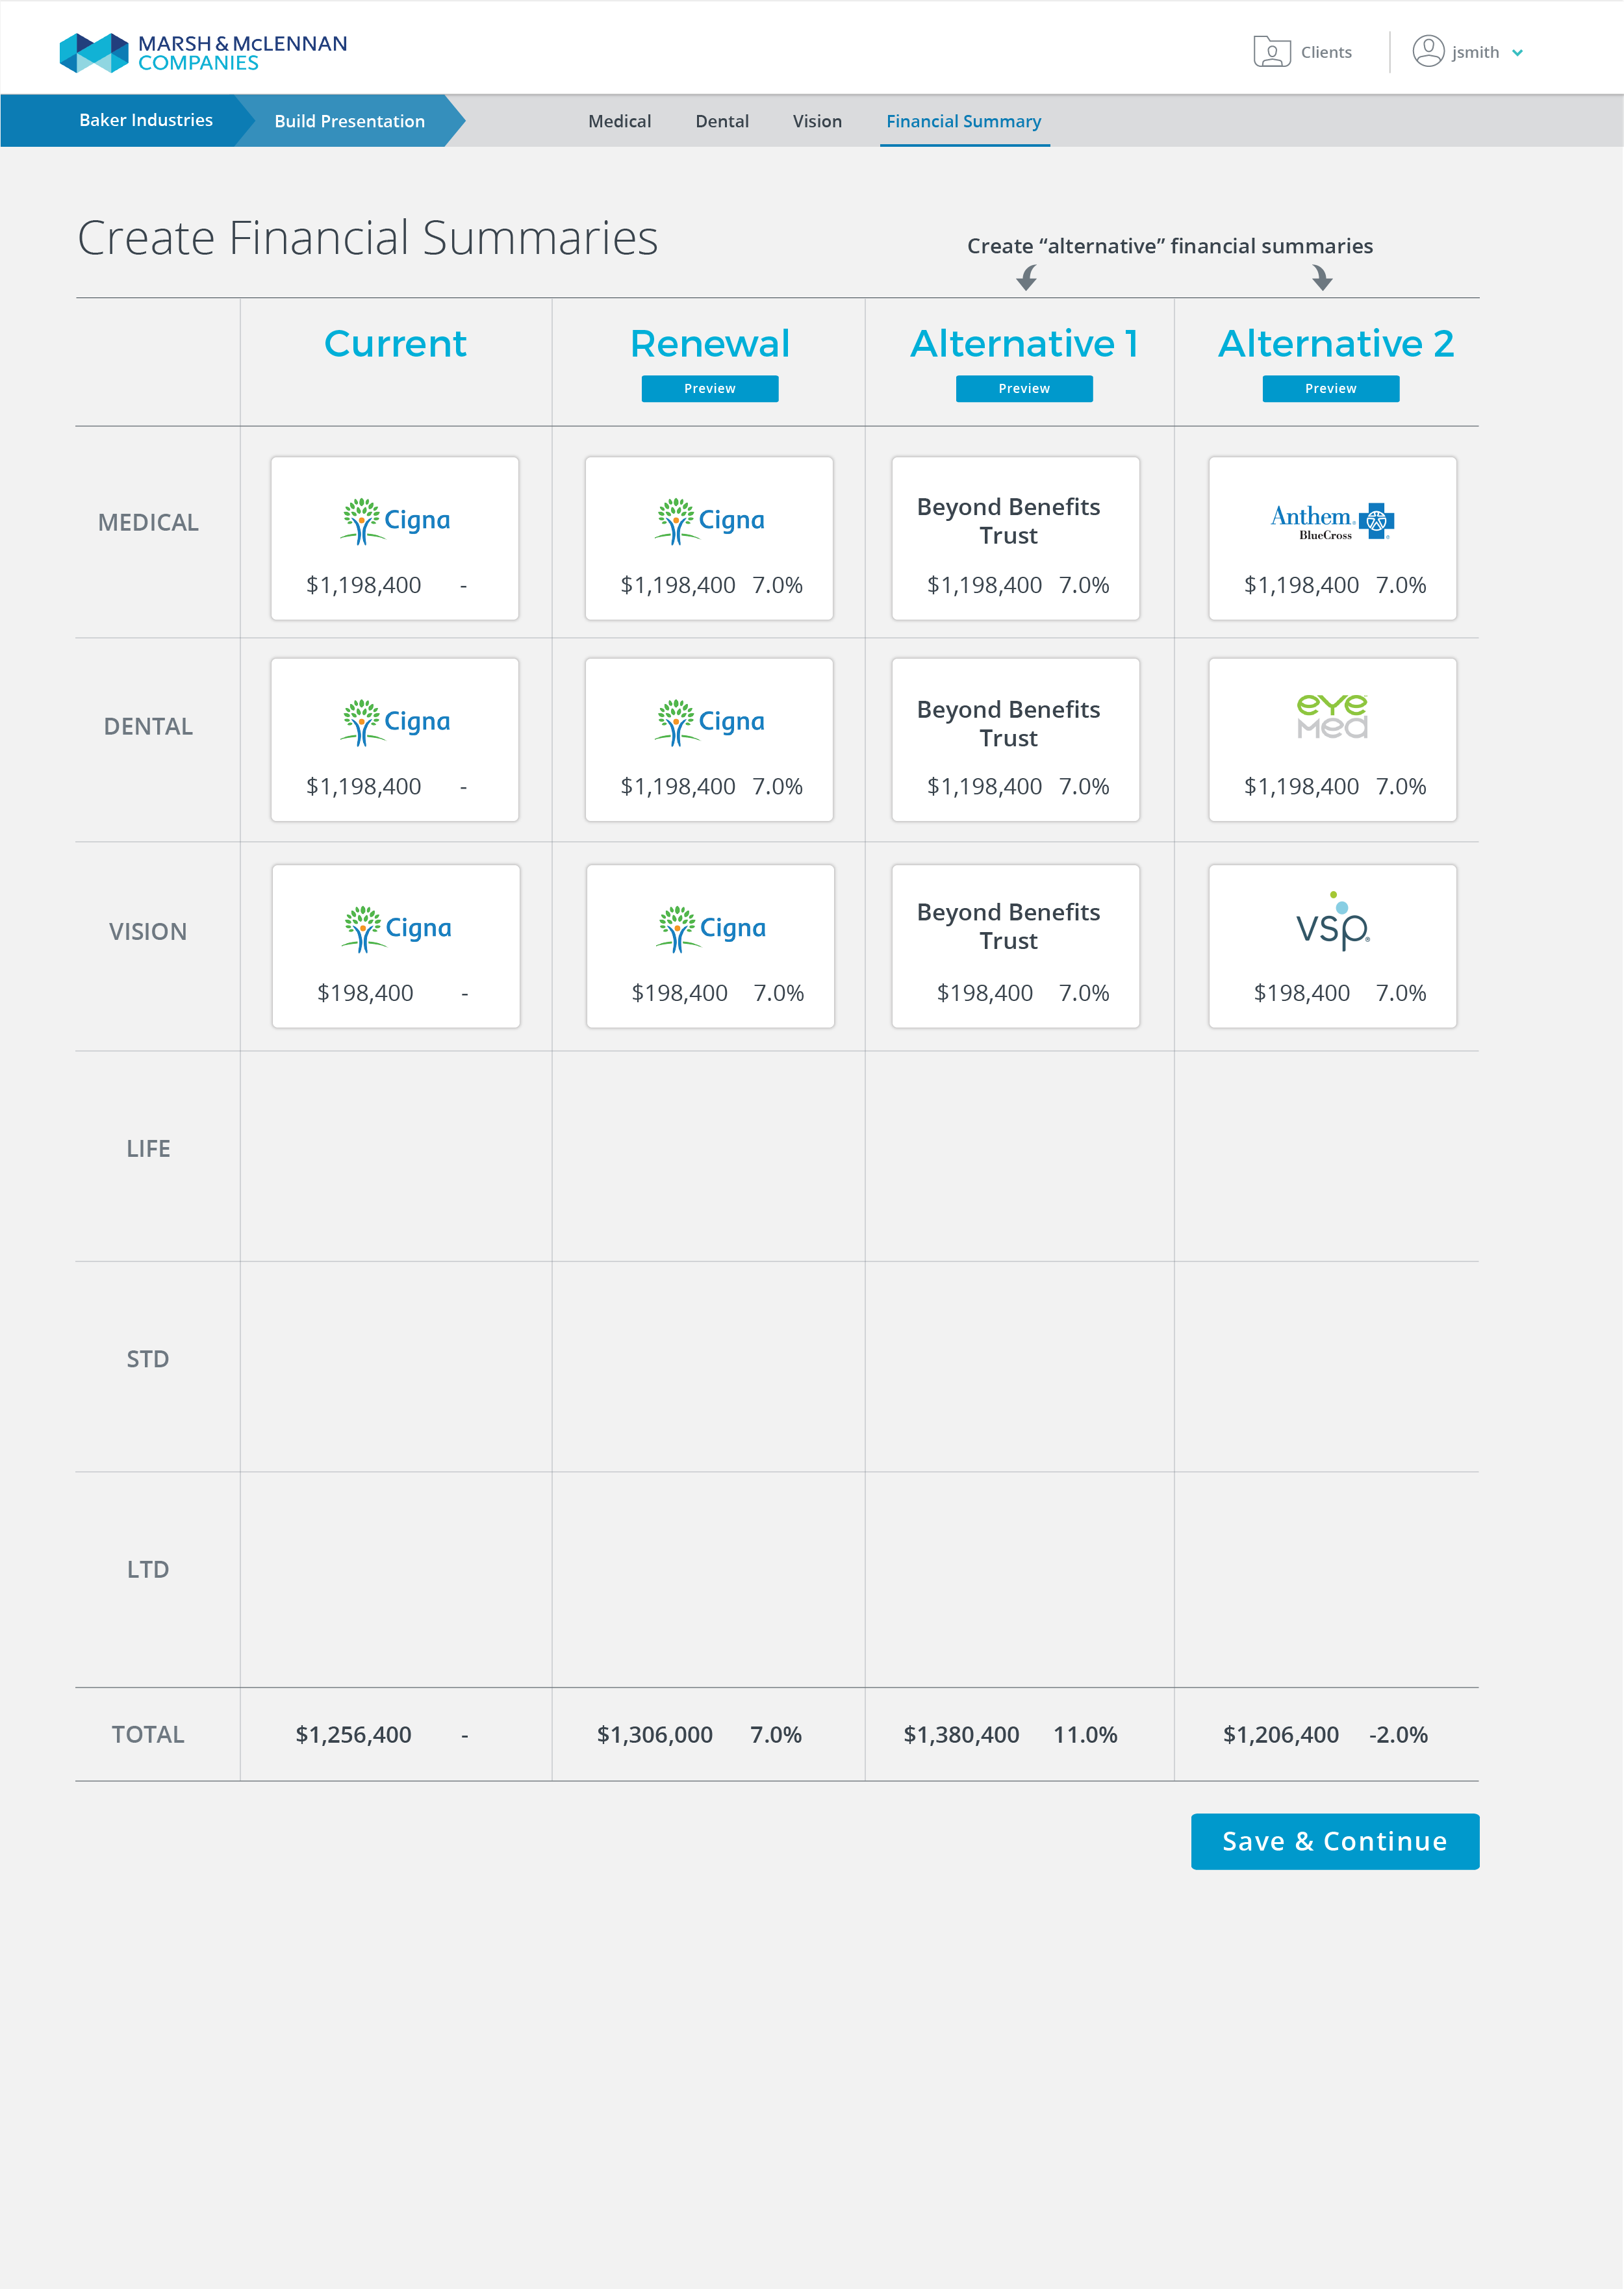 MARSH & McLENNAN
COMPANIES
Clients
jsmith
Baker Industries
Build Presentation
Medical
Dental
Vision
Financial Summary
Create Financial Summaries
Create “alternative” financial summaries
Current
Renewal
Alternative 1
Alternative 2
Preview
Preview
Preview
MEDICAL
Cigna
$1,198,400 -
Cigna
$1,198,400 7.0%
Beyond Benefits
Trust
$1,198,400 7.0%
Anthem®
BlueCross
$1,198,400 7.0%
DENTAL
Cigna
$1,198,400 -
Cigna
$1,198,400 7.0%
Beyond Benefits
Trust
$1,198,400 7.0%
eye
Med
$1,198,400 7.0%
VISION
Cigna
$198,400 -
Cigna
$198,400 7.0%
Beyond Benefits
Trust
$198,400 7.0%
vsp®
$198,400 7.0%
LIFE
STD
LTD
TOTAL
$1,256,400 -
$1,306,000 7.0%
$1,380,400 11.0%
$1,206,400 -2.0%
Save & Continue